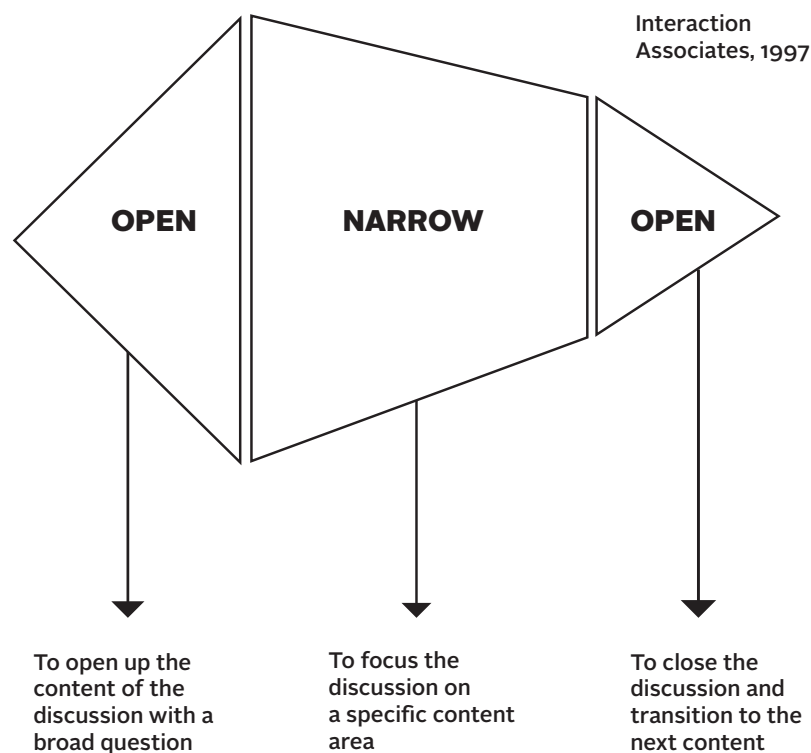 Interaction
Associates, 1997
OPEN
NARROW
OPEN
To open up the
content of the
discussion with a
broad question
To focus the
discussion on
a specific content
area
To close the
discussion and
transition to the
next content